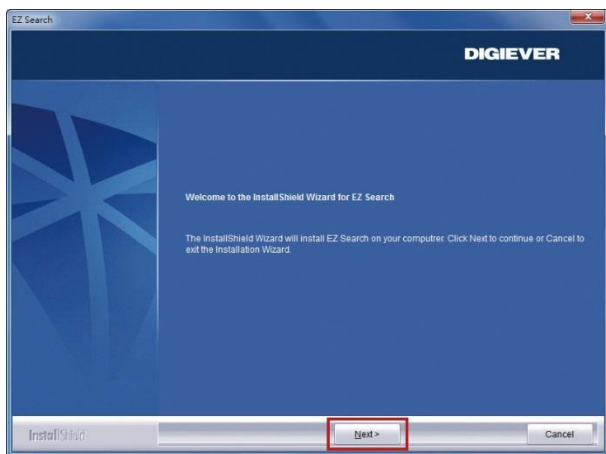 EZ Search
DIGIEVER
Welcome to the InstallShield Wizard for EZ Search
The InstallShield Wizard will install EZ Search on your computrer. Click Next to continue or Cancel to
exit the Installation Wizard.
InstallShield
Next >
Cancel